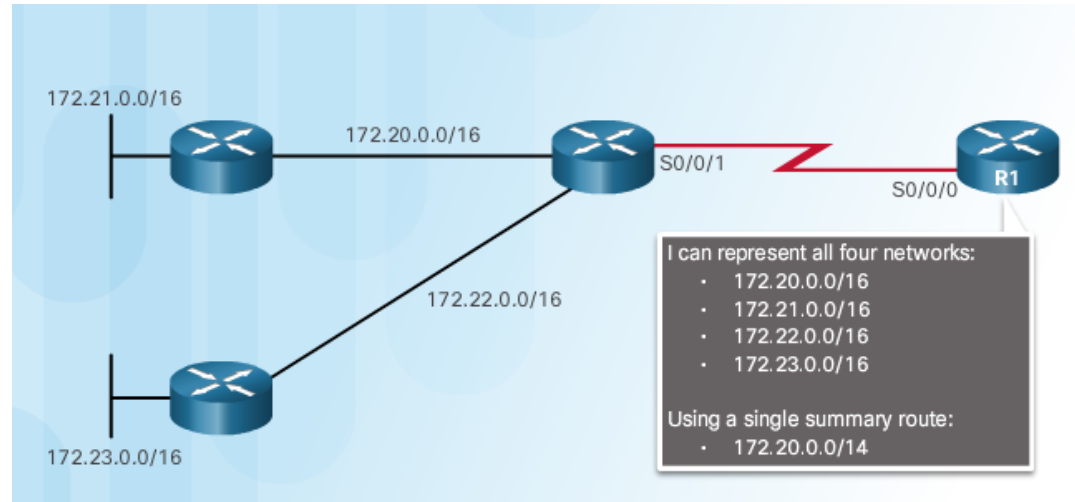 172.21.0.0/16
172.20.0.0/16
S0/0/1
S0/0/0
R1
172.22.0.0/16
172.23.0.0/16
I can represent all four networks:
· 172.20.0.0/16
· 172.21.0.0/16
· 172.22.0.0/16
· 172.23.0.0/16
Using a single summary route:
· 172.20.0.0/14